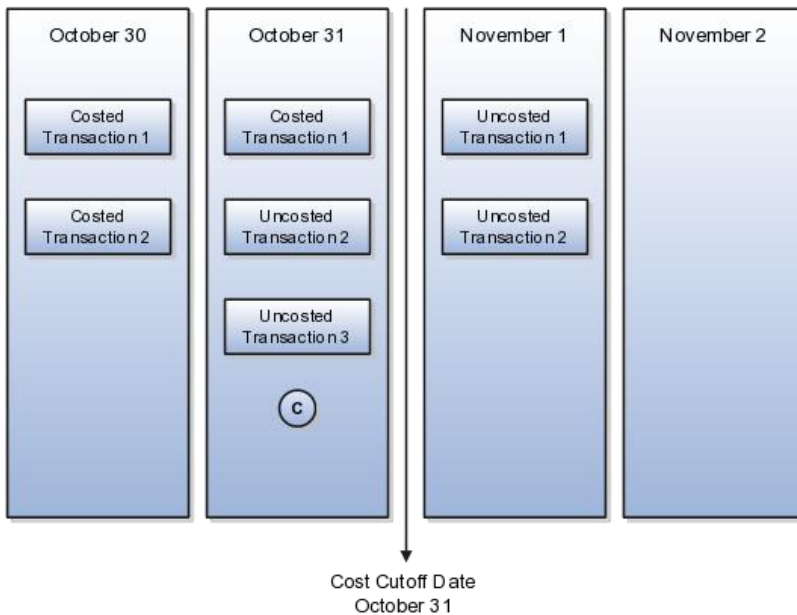 October 30
Costed
Transaction 1
Costed
Transaction 2
October 31
Costed
Transaction 1
Uncosted
Transaction 2
Uncosted
Transaction 3
C
November 1
Uncosted
Transaction 1
Uncosted
Transaction 2
November 2
Cost Cutoff Date
October 31